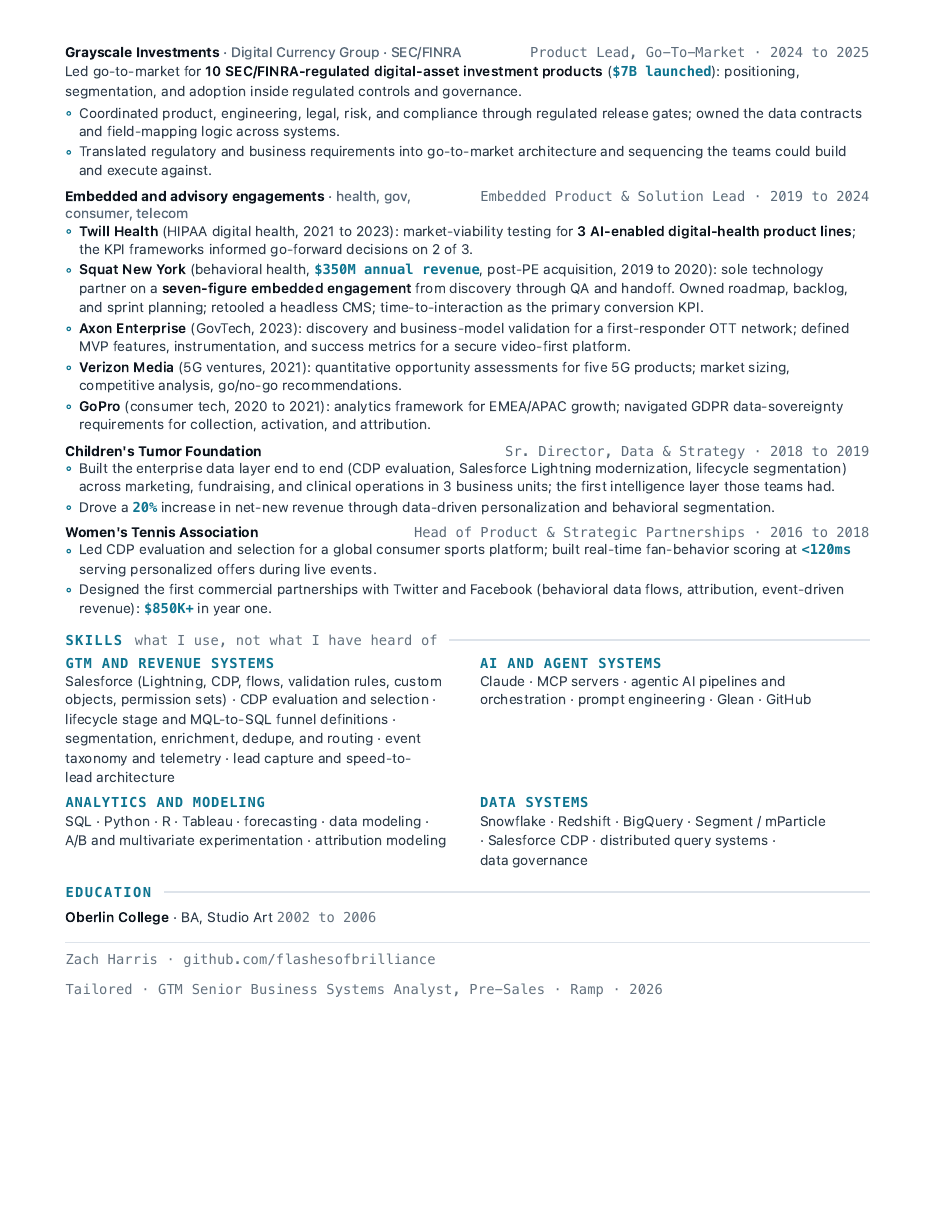 Grayscale Investments · Digital Currency Group · SEC/FINRA Product Lead, Go–To–Market · 2024 to 2025
Led go-to-market for 10 SEC/FINRA-regulated digital-asset investment products ($7B launched): positioning,
segmentation, and adoption inside regulated controls and governance.
Coordinated product, engineering, legal, risk, and compliance through regulated release gates; owned the data contracts
and field-mapping logic across systems.
Translated regulatory and business requirements into go-to-market architecture and sequencing the teams could build
and execute against.
Embedded and advisory engagements · health, gov, Embedded Product & Solution Lead · 2019 to 2024
consumer, telecom
Twill Health (HIPAA digital health, 2021 to 2023): market-viability testing for 3 AI-enabled digital-health product lines;
the KPI frameworks informed go-forward decisions on 2 of 3.
Squat New York (behavioral health, $350M annual revenue, post-PE acquisition, 2019 to 2020): sole technology
partner on a seven-figure embedded engagement from discovery through QA and handoff. Owned roadmap, backlog,
and sprint planning; retooled a headless CMS; time-to-interaction as the primary conversion KPI.
Axon Enterprise (GovTech, 2023): discovery and business-model validation for a first-responder OTT network; defined
MVP features, instrumentation, and success metrics for a secure video-first platform.
Verizon Media (5G ventures, 2021): quantitative opportunity assessments for five 5G products; market sizing,
competitive analysis, go/no-go recommendations.
GoPro (consumer tech, 2020 to 2021): analytics framework for EMEA/APAC growth; navigated GDPR data-sovereignty
requirements for collection, activation, and attribution.
Children's Tumor Foundation Sr. Director, Data & Strategy · 2018 to 2019
Built the enterprise data layer end to end (CDP evaluation, Salesforce Lightning modernization, lifecycle segmentation)
across marketing, fundraising, and clinical operations in 3 business units; the first intelligence layer those teams had.
Drove a 20% increase in net-new revenue through data-driven personalization and behavioral segmentation.
Women's Tennis Association Head of Product & Strategic Partnerships · 2016 to 2018
Led CDP evaluation and selection for a global consumer sports platform; built real-time fan-behavior scoring at <120ms
serving personalized offers during live events.
Designed the first commercial partnerships with Twitter and Facebook (behavioral data flows, attribution, event-driven
revenue): $850K+ in year one.
SKILLS what I use, not what I have heard of
GTM AND REVENUE SYSTEMS
Salesforce (Lightning, CDP, flows, validation rules, custom
objects, permission sets) · CDP evaluation and selection ·
lifecycle stage and MQL-to-SQL funnel definitions ·
segmentation, enrichment, dedupe, and routing · event
taxonomy and telemetry · lead capture and speed-to-
lead architecture
AI AND AGENT SYSTEMS
Claude · MCP servers · agentic AI pipelines and
orchestration · prompt engineering · Glean · GitHub
ANALYTICS AND MODELING
SQL · Python · R · Tableau · forecasting · data modeling ·
A/B and multivariate experimentation · attribution modeling
DATA SYSTEMS
Snowflake · Redshift · BigQuery · Segment / mParticle
· Salesforce CDP · distributed query systems ·
data governance
EDUCATION
Oberlin College · BA, Studio Art 2002 to 2006
Zach Harris · github.com/flashesofbrilliance
Tailored · GTM Senior Business Systems Analyst, Pre-Sales · Ramp · 2026